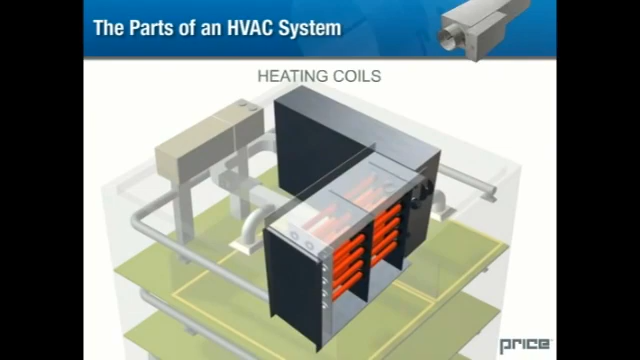 The Parts of an HVAC System
HEATING COILS
price